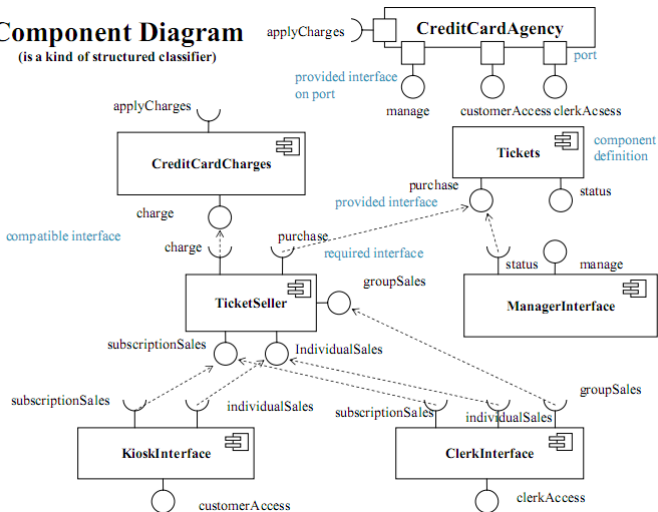 Component Diagram
(is a kind of structured classifier)
applyCharges
CreditCardAgency
port
provided interface
on port
manage
customerAccess clerkAcsess
applyCharges
CreditCardCharges
Tickets
component
definition
purchase
status
provided interface
charge
compatible interface
charge
purchase
required interface
status
manage
groupSales
TicketSeller
ManagerInterface
subscriptionSales
IndividualSales
subscriptionSales
individualSales
subscriptionSales
individualSales
groupSales
KioskInterface
ClerkInterface
customerAccess
clerkAccess